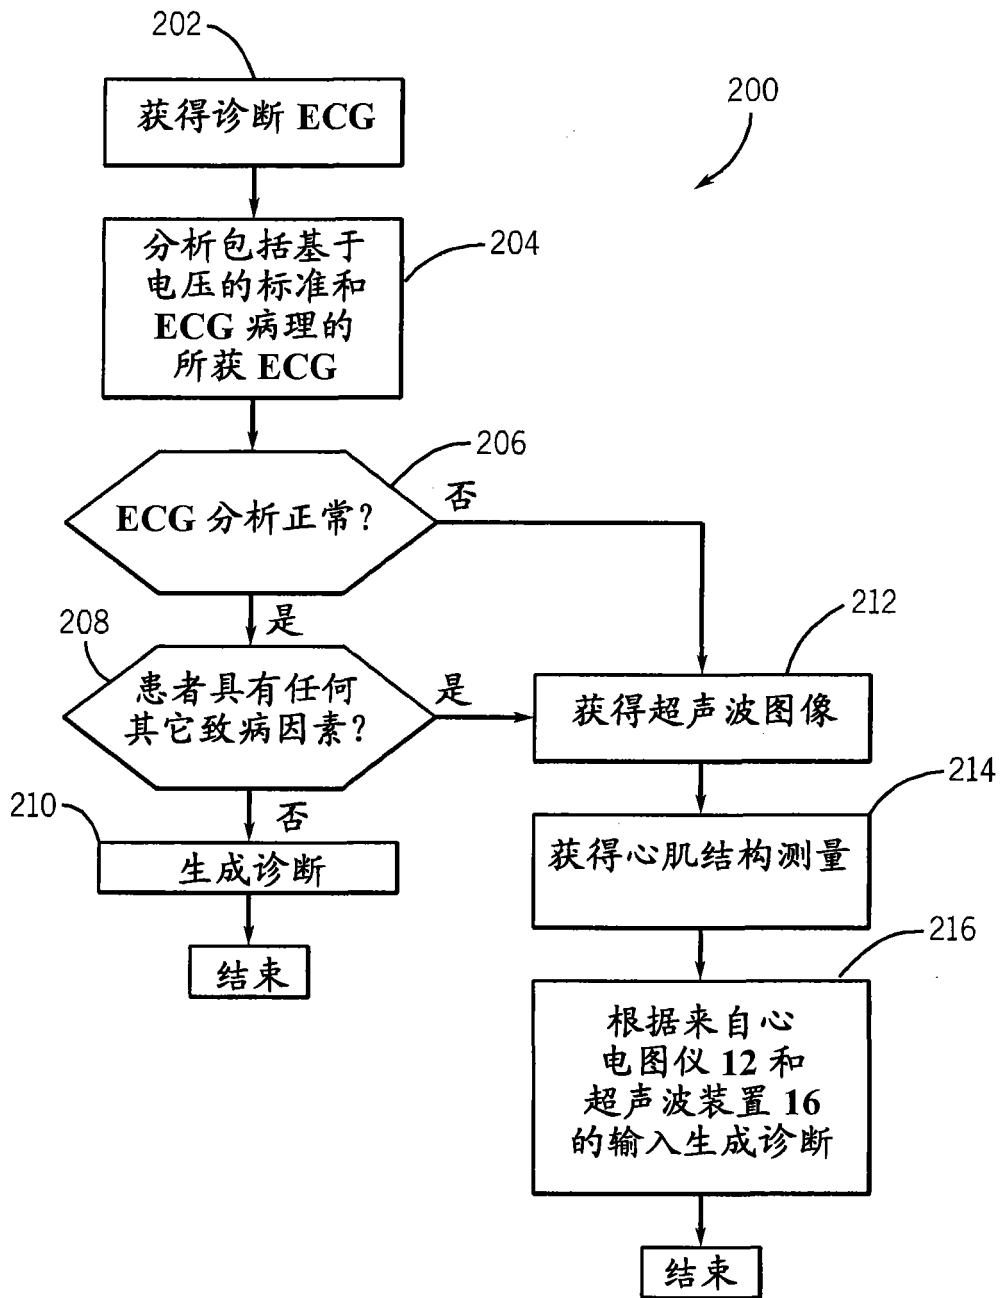 202
获得诊断 ECG
200
分析包括基于
电压的标准和
ECG 病理的
所获 ECG
204
206
ECG 分析正常?
否
是
208
患者具有任何
其它致病因素?
是
212
获得超声波图像
否
210
生成诊断
结束
214
获得心肌结构测量
216
根据来自心
电图仪 12 和
超声波装置 16
的输入生成诊断
结束